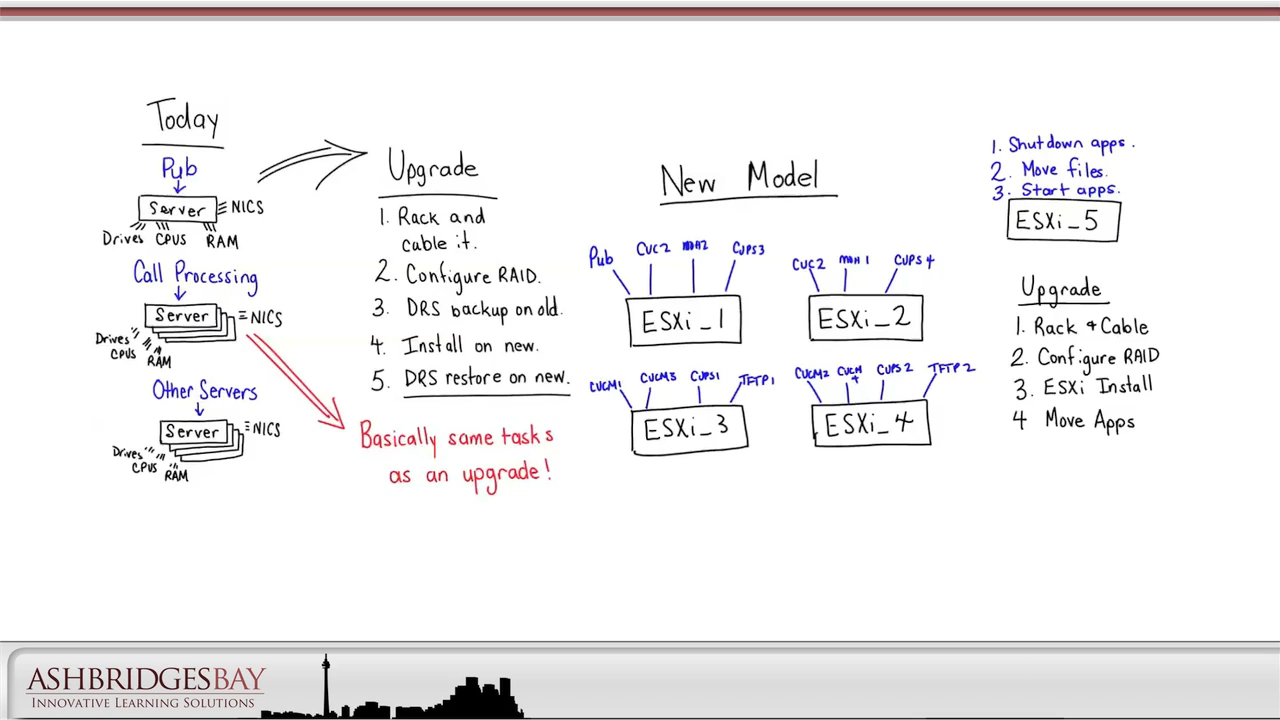 Today
Pub
Server
NICS
Drives CPUS RAM
Call Processing
Server
NICS
Drives
CPUS
RAM
Other Servers
Server
NICS
Drives
CPUS
RAM
Upgrade
1. Rack and
cable it.
2. Configure RAID.
3. DRS backup on old.
4. Install on new.
5. DRS restore on new.
Basically same tasks
as an upgrade!
New Model
Pub CUC2 MOH2 CUPS3
ESXi_1
CUC2 MOH1 CUPS4
ESXi_2
CUCM1 CUCM3 CUPS1 TFTP1
ESXi_3
CUCM2 CUCM 4 CUPS2 TFTP2
ESXi_4
1. Shutdown apps.
2. Move files.
3. Start apps.
ESXi_5
Upgrade
1. Rack & Cable
2. Configure RAID
3. ESXi Install
4 Move Apps
ASHBRIDGESBAY
INNOVATIVE LEARNING SOLUTIONS